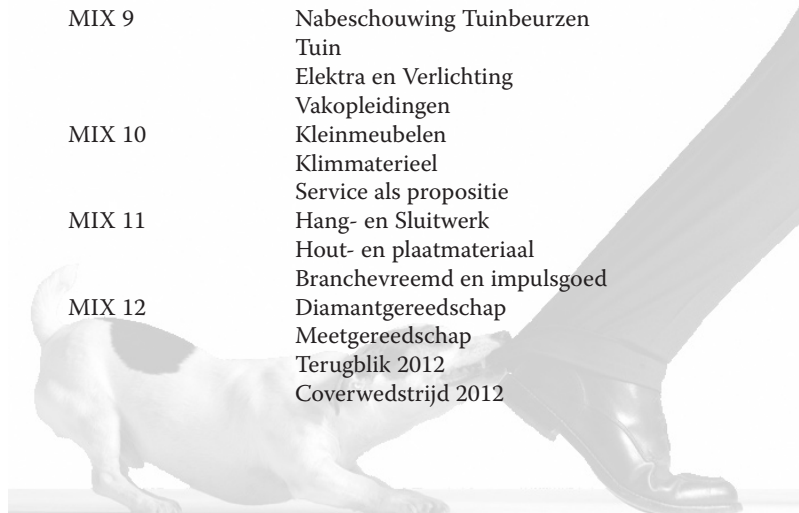 MIX 9 Nabeschouwing Tuinbeurzen
Tuin
Elektra en Verlichting
Vakopleidingen
MIX 10 Kleinmeubelen
Klimmaterieel
Service als propositie
MIX 11 Hang- en Sluitwerk
Hout- en plaatmateriaal
Branchevreemd en impulsgoed
MIX 12 Diamantgereedschap
Meetgereedschap
Terugblik 2012
Coverwedstrijd 2012